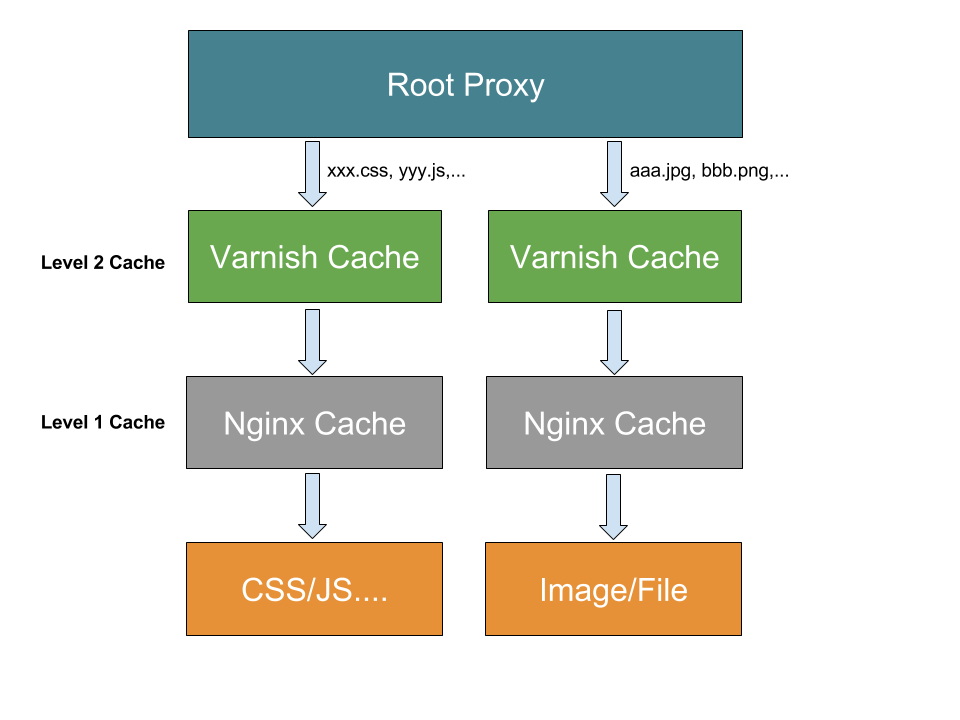 Root Proxy
xxx.css, yyy.js,...
aaa.jpg, bbb.png,...
Level 2 Cache
Varnish Cache
Varnish Cache
Level 1 Cache
Nginx Cache
Nginx Cache
CSS/JS....
Image/File